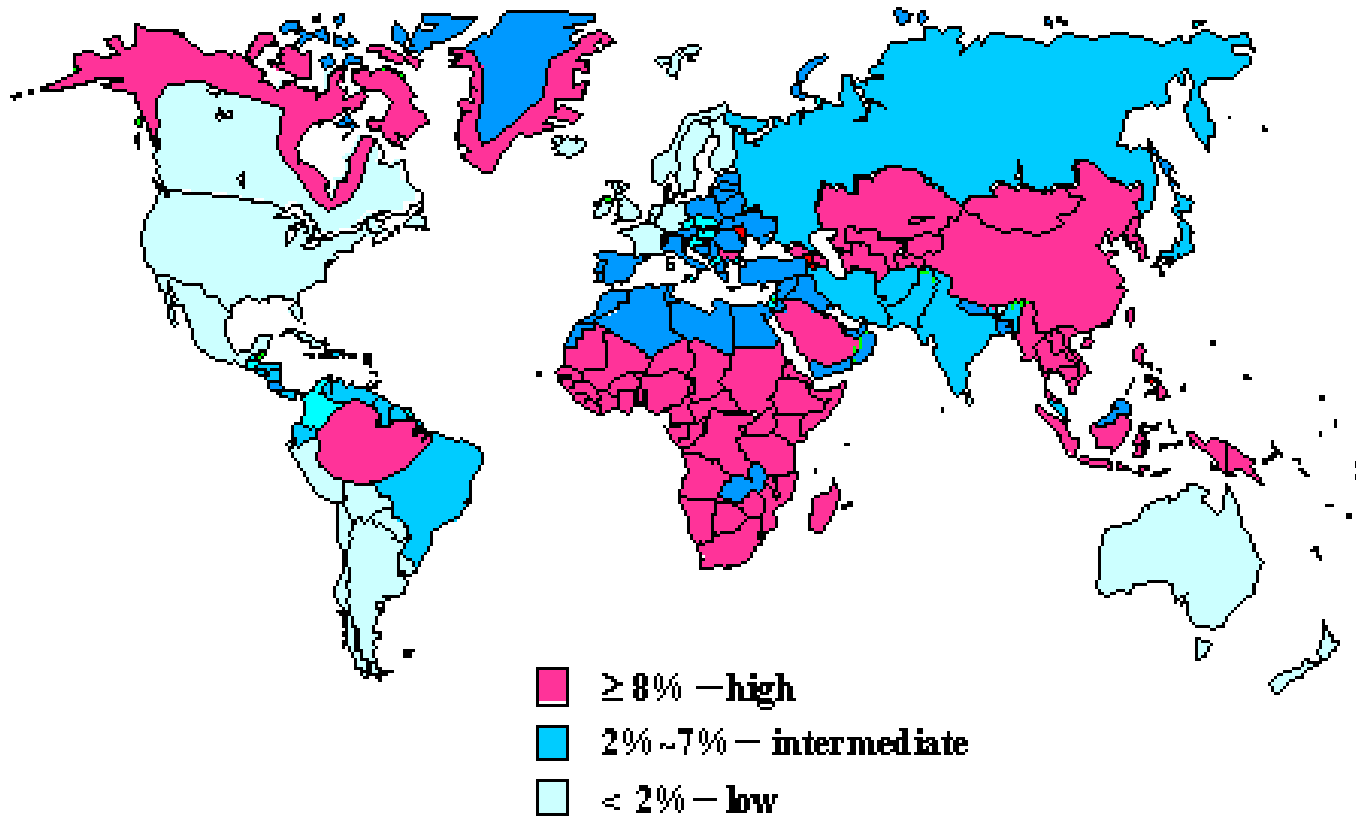 ≥ 8% – high
2%~7% – intermediate
< 2% – low